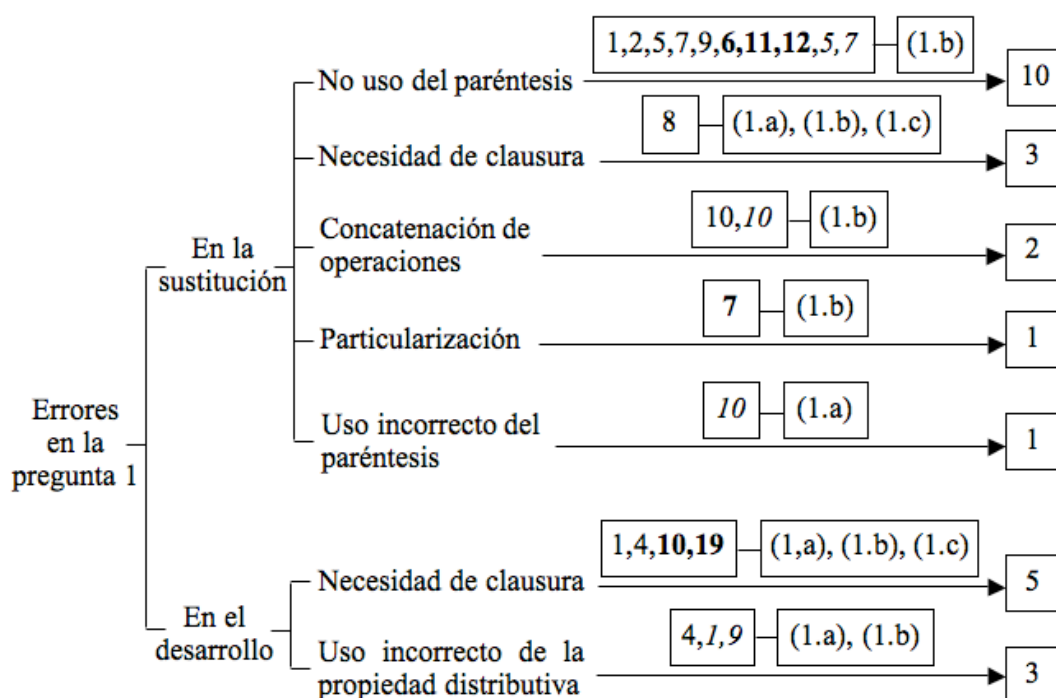 1,2,5,7,9,6,11,12,5,7
(1.b)
No uso del paréntesis
10
8
(1.a), (1.b), (1.c)
Necesidad de clausura
3
10,10
(1.b)
Concatenación de
operaciones
2
En la
sustitución
7
(1.b)
Particularización
1
10
(1.a)
Uso incorrecto del
paréntesis
1
Errores
en la
pregunta 1
1,4,10,19
(1,a), (1.b), (1.c)
Necesidad de clausura
5
En el
desarrollo
4,1,9
(1.a), (1.b)
Uso incorrecto de la
propiedad distributiva
3